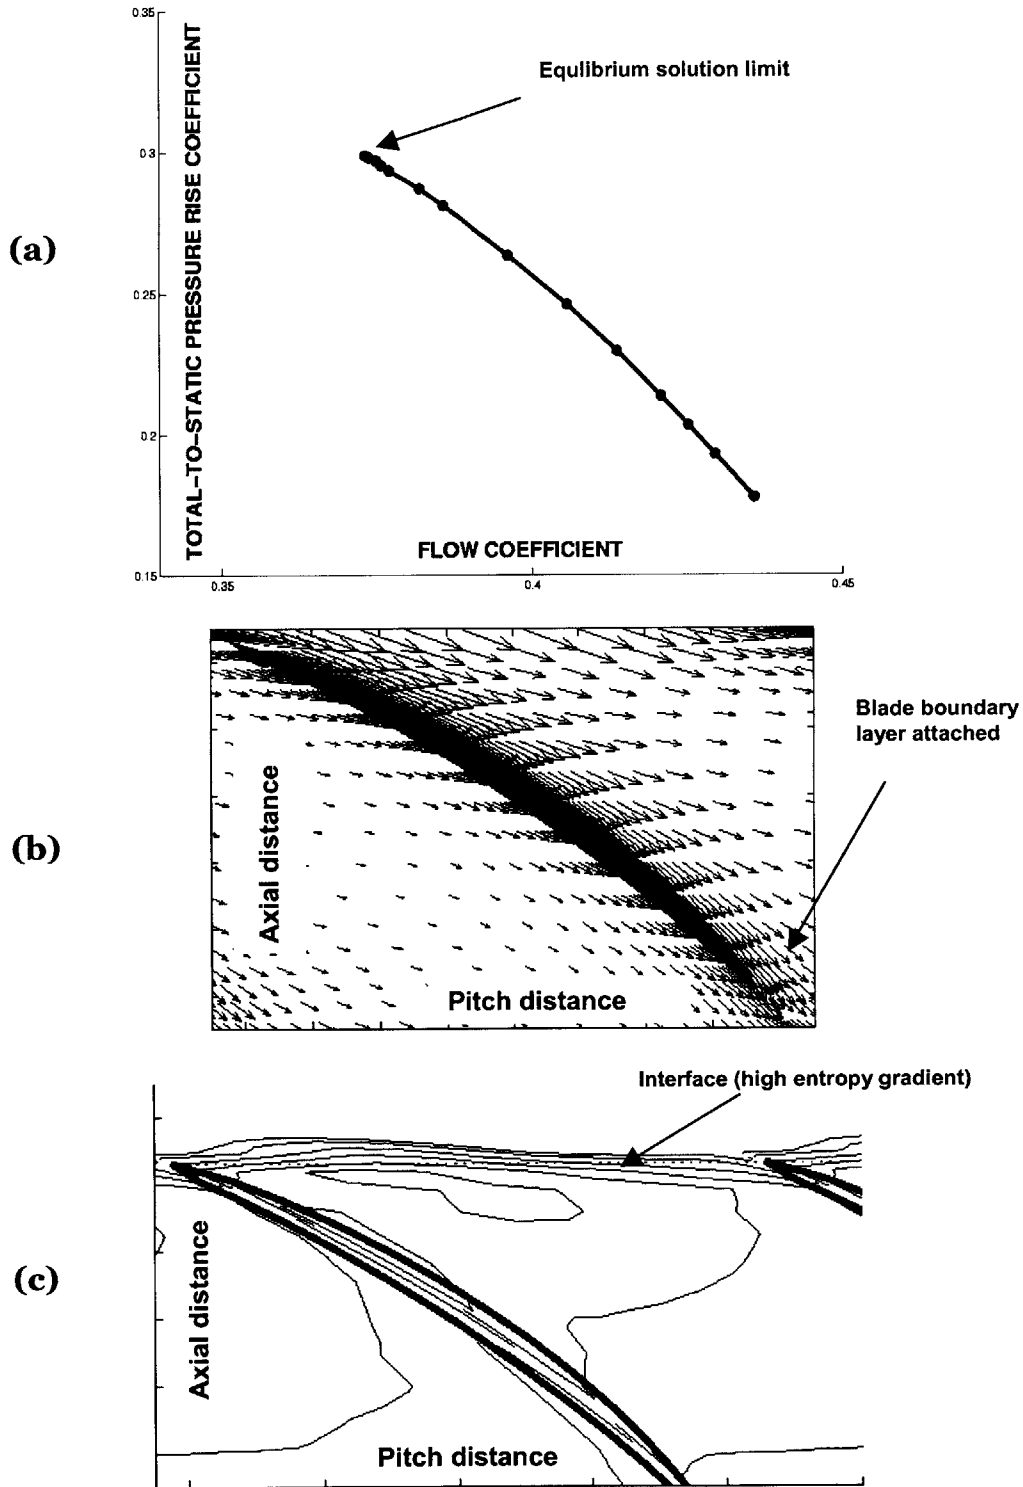 0.35
TOTAL-TO-STATIC PRESSURE RISE COEFFICIENT
Equlibrium solution limit
0.3
(a)
0.25
0.2
FLOW COEFFICIENT
0.15
0.35
0.4
0.45
Blade boundary
layer attached
(b)
Axial distance
Pitch distance
Interface (high entropy gradient)
(c)
Axial distance
Pitch distance